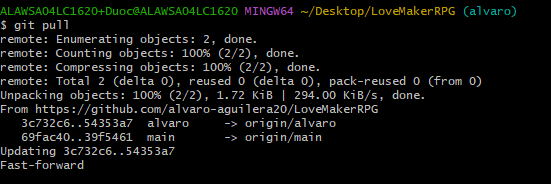 ALAWSA04LC1620+Duoc@ALAWSA04LC1620 MINGW64 ~/Desktop/LoveMakerRPG (alvaro)
$ git pull
remote: Enumerating objects: 2, done.
remote: Counting objects: 100% (2/2), done.
remote: Compressing objects: 100% (2/2), done.
remote: Total 2 (delta 0), reused 0 (delta 0), pack-reused 0 (from 0)
Unpacking objects: 100% (2/2), 1.72 KiB | 294.00 KiB/s, done.
From https://github.com/alvaro-aguilera20/LoveMakerRPG
   3c732c6..54353a7  alvaro     -> origin/alvaro
   69fac40..39f5461  main       -> origin/main
Updating 3c732c6..54353a7
Fast-forward